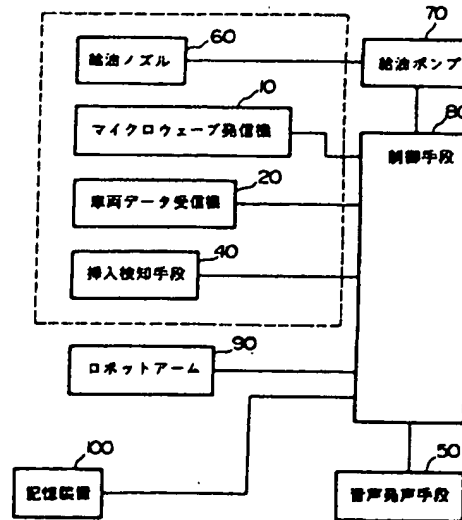 60
給油ノズル
70
給油ポンプ
10
マイクロウェーブ発信機
80
制御手段
20
車両データ受信機
40
挿入検知手段
90
ロボットアーム
100
記憶装置
50
音声発声手段